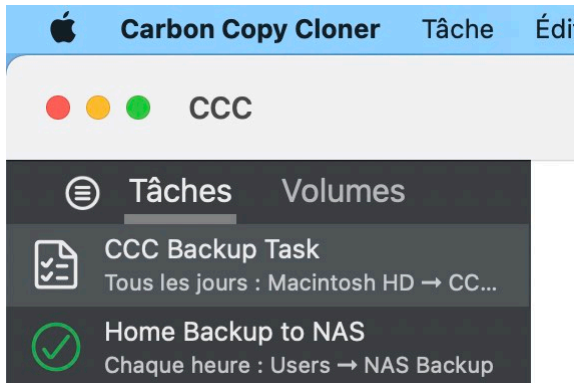 Carbon Copy Cloner Tâche Édi
CCC
Tâches Volumes
CCC Backup Task
Tous les jours : Macintosh HD → CC...
Home Backup to NAS
Chaque heure : Users → NAS Backup